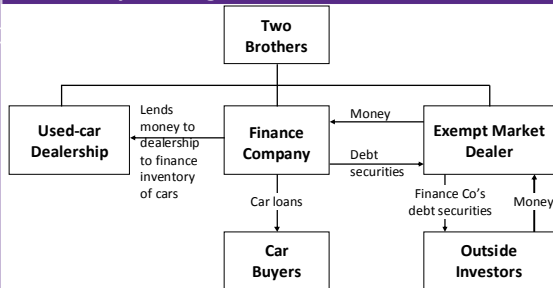 Two
Brothers
Used-car
Dealership
Lends
money to
dealership
to finance
inventory
of cars
Finance
Company
Money
Debt
securities
Exempt Market
Dealer
Car loans
Finance Co's
debt securities
Money
Car
Buyers
Outside
Investors